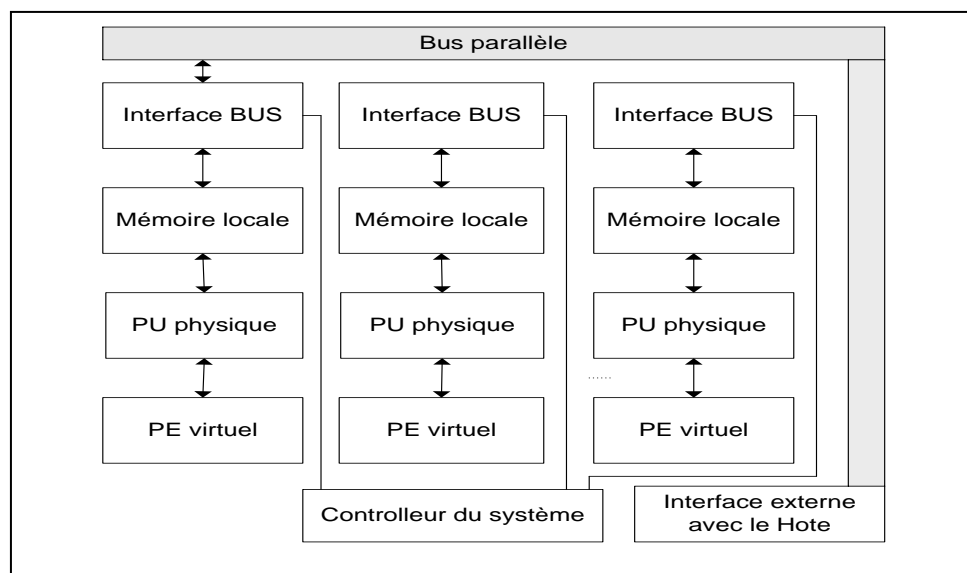 Bus parallèle
Interface BUS
Interface BUS
Interface BUS
Mémoire locale
Mémoire locale
Mémoire locale
PU physique
PU physique
PU physique
......
PE virtuel
PE virtuel
PE virtuel
Controlleur du système
Interface externe
avec le Hote